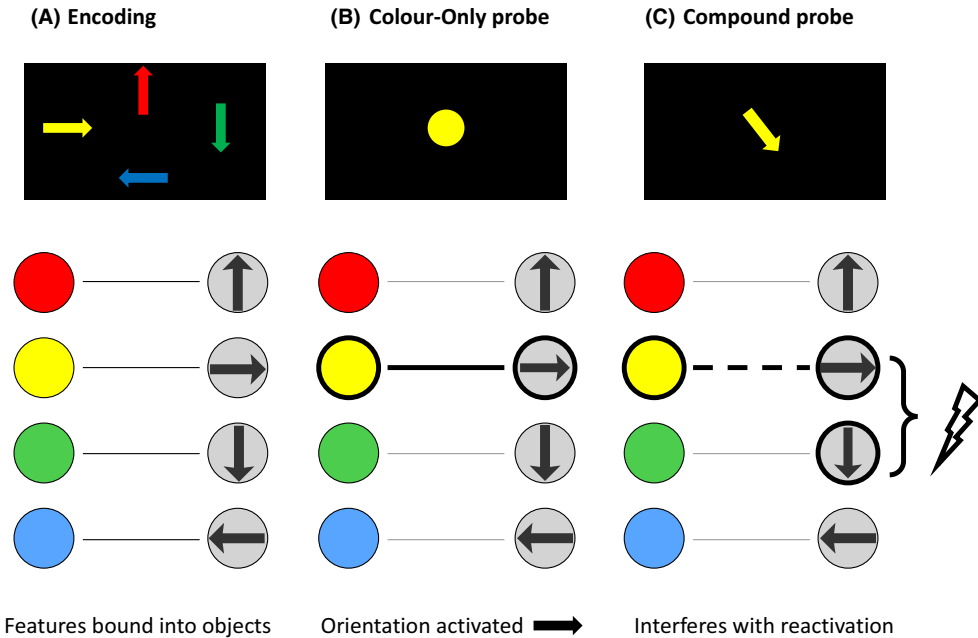 (A) Encoding
(B) Colour-Only probe
(C) Compound probe
Features bound into objects
Orientation activated
Interferes with reactivation